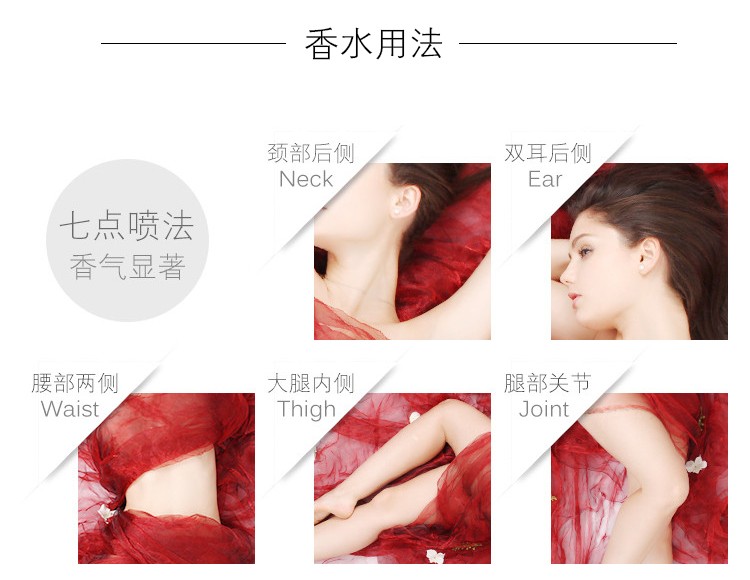 香水用法
七点喷法
香气显著
颈部后侧
Neck
双耳后侧
Ear
腰部两侧
Waist
大腿内侧
Thigh
腿部关节
Joint